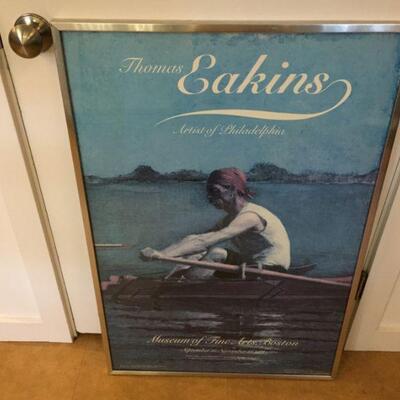 Thomas Eakins
Artist of Philadelphia
Museum of Fine Arts, Boston